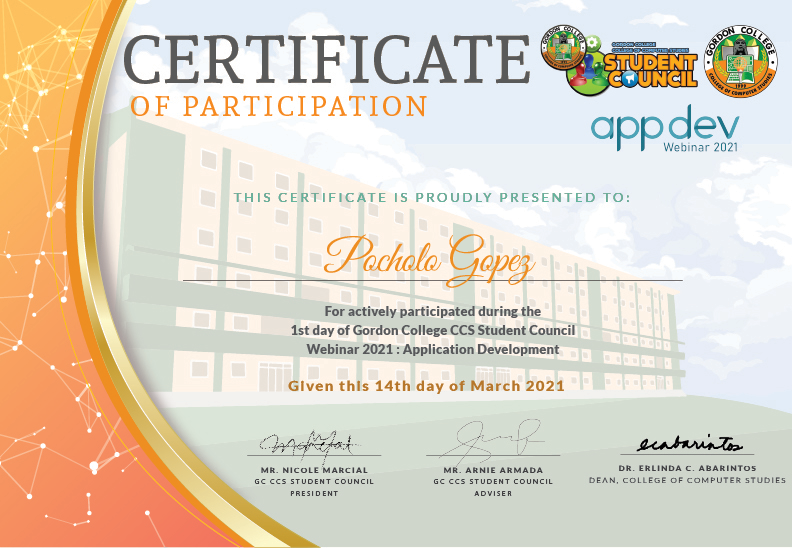 CERTIFICATE
OF PARTICIPATION
GORDON COLLEGE
COLLEGE OF COMPUTER STUDIES
STUDENT
COUNCIL
GORDON COLLEGE
1999
COLLEGE OF COMPUTER STUDIES
app dev
Webinar 2021
THIS CERTIFICATE IS PROUDLY PRESENTED TO:
Pocholo Gopez
For actively participated during the
1st day of Gordon College CCS Student Council
Webinar 2021 : Application Development
Given this 14th day of March 2021
ecabarintos
MR. NICOLE MARCIAL
GC CCS STUDENT COUNCIL
PRESIDENT
MR. ARNIE ARMADA
GC CCS STUDENT COUNCIL
ADVISER
DR. ERLINDA C. ABARINTOS
DEAN, COLLEGE OF COMPUTER STUDIES